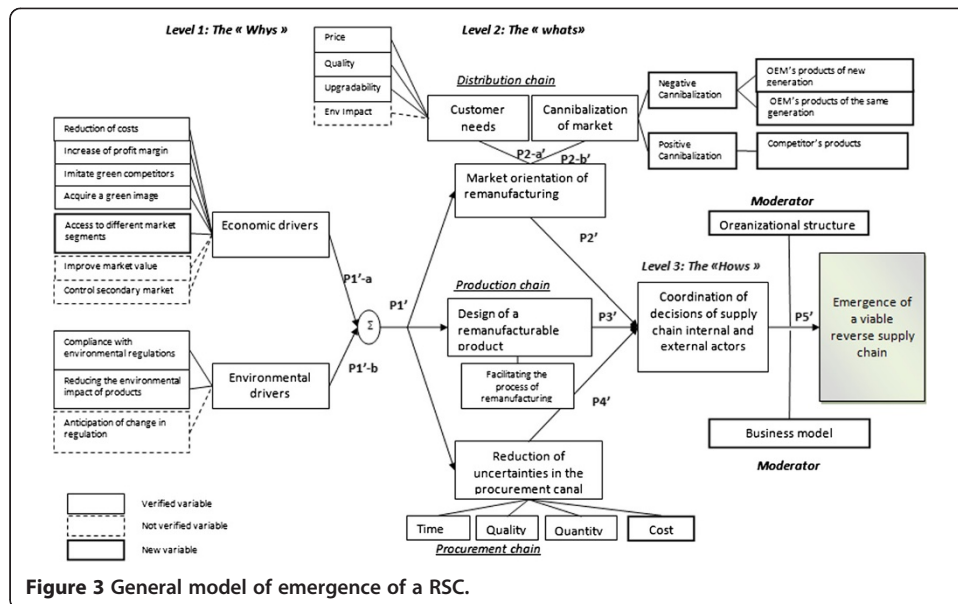 Level 1: The « Whys »
Level 2: The « whats»
Price
Quality
Upgradability
Env Impact
Distribution chain
Customer
needs
Cannibalization
of market
Negative
Cannibalization
OEM's products of new
generation
OEM's products of the same
generation
Positive
Cannibalization
Competitor's products
P2-a'
P2-b'
Market orientation of
remanufacturing
Reduction of costs
Increase of profit margin
Imitate green competitors
Acquire a green image
Access to different market
segments
Improve market value
Control secondary market
Economic drivers
P1'-a
Σ
P1'
P1'-b
Compliance with
environmental regulations
Reducing the environmental
impact of products
Anticipation of change in
regulation
Environmental
drivers
P2'
Production chain
Design of a
remanufacturable
product
P3'
Facilitating the
process of
remanufacturing
P4'
Reduction of
uncertainties in the
procurement canal
Time
Quality
Quantity
Cost
Procurement chain
Level 3: The «Hows »
Coordination of
decisions of supply
chain internal and
external actors
Moderator
Organizational structure
P5'
Emergence of
a viable
reverse supply
chain
Business model
Moderator
Verified variable
Not verified variable
New variable
Figure 3 General model of emergence of a RSC.